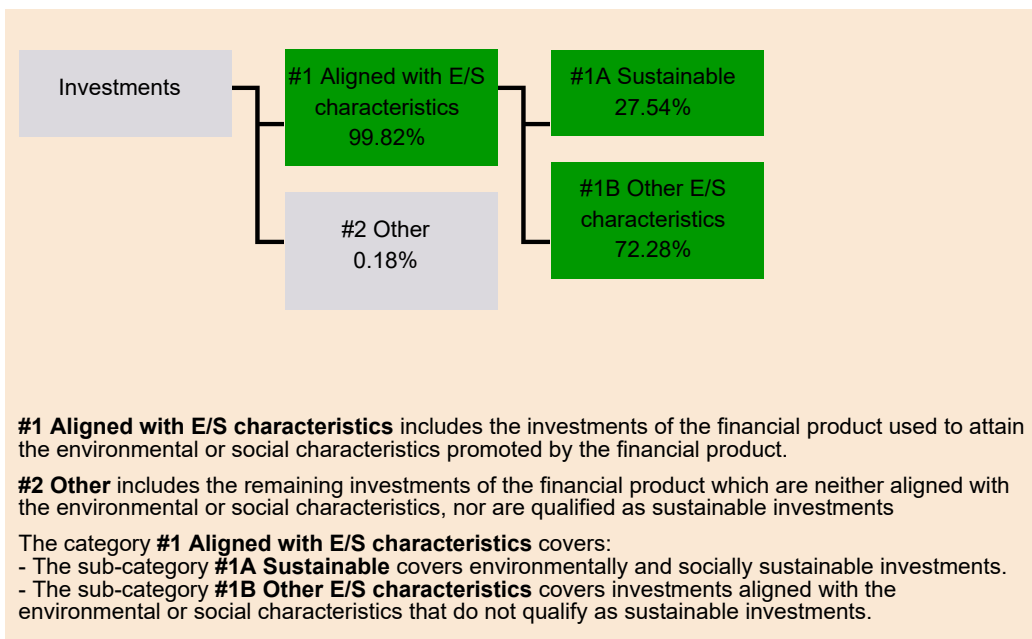 Investments
#1 Aligned with E/S
characteristics
99.82%
#1A Sustainable
27.54%
#2 Other
0.18%
#1B Other E/S
characteristics
72.28%
#1 Aligned with E/S characteristics includes the investments of the financial product used to attain
the environmental or social characteristics promoted by the financial product.
#2 Other includes the remaining investments of the financial product which are neither aligned with
the environmental or social characteristics, nor are qualified as sustainable investments
The category #1 Aligned with E/S characteristics covers:
- The sub-category #1A Sustainable covers environmentally and socially sustainable investments.
- The sub-category #1B Other E/S characteristics covers investments aligned with the
environmental or social characteristics that do not qualify as sustainable investments.